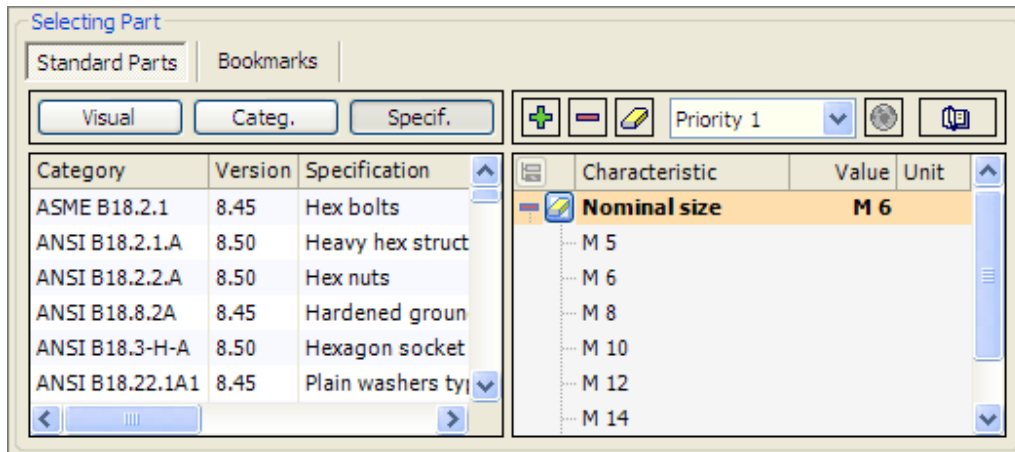 Selecting Part
Standard Parts Bookmarks
Visual Categ. Specif. Priority 1
Category Version Specification Characteristic Value Unit
ASME B18.2.1 8.45 Hex bolts Nominal size M 6
ANSI B18.2.1.A 8.50 Heavy hex struct M 5
ANSI B18.2.2.A 8.50 Hex nuts M 6
ANSI B18.8.2A 8.45 Hardened groun M 8
ANSI B18.3-H-A 8.50 Hexagon socket M 10
ANSI B18.22.1A1 8.45 Plain washers typ M 12
M 14